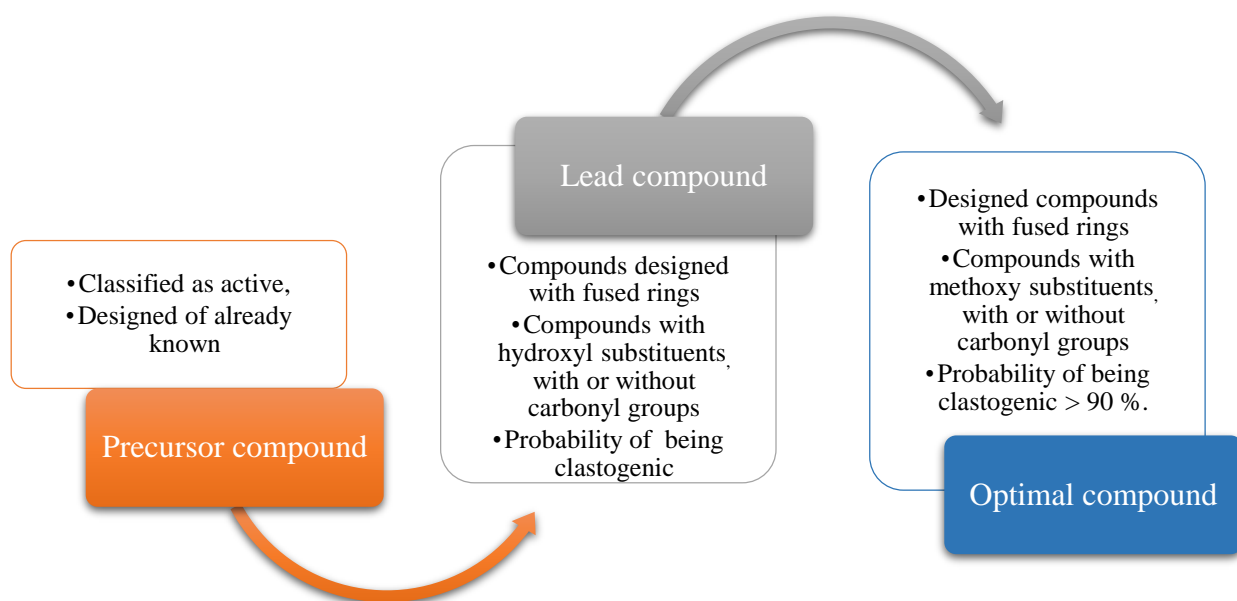 •Classified as active,
•Designed of already
known
Precursor compound
Lead compound
•Compounds designed
with fused rings
•Compounds with
hydroxyl substituents,
with or without
carbonyl groups
•Probability of being
clastogenic
•Designed compounds
with fused rings
•Compounds with
methoxy substituents,
with or without
carbonyl groups
•Probability of being
clastogenic > 90 %.
Optimal compound